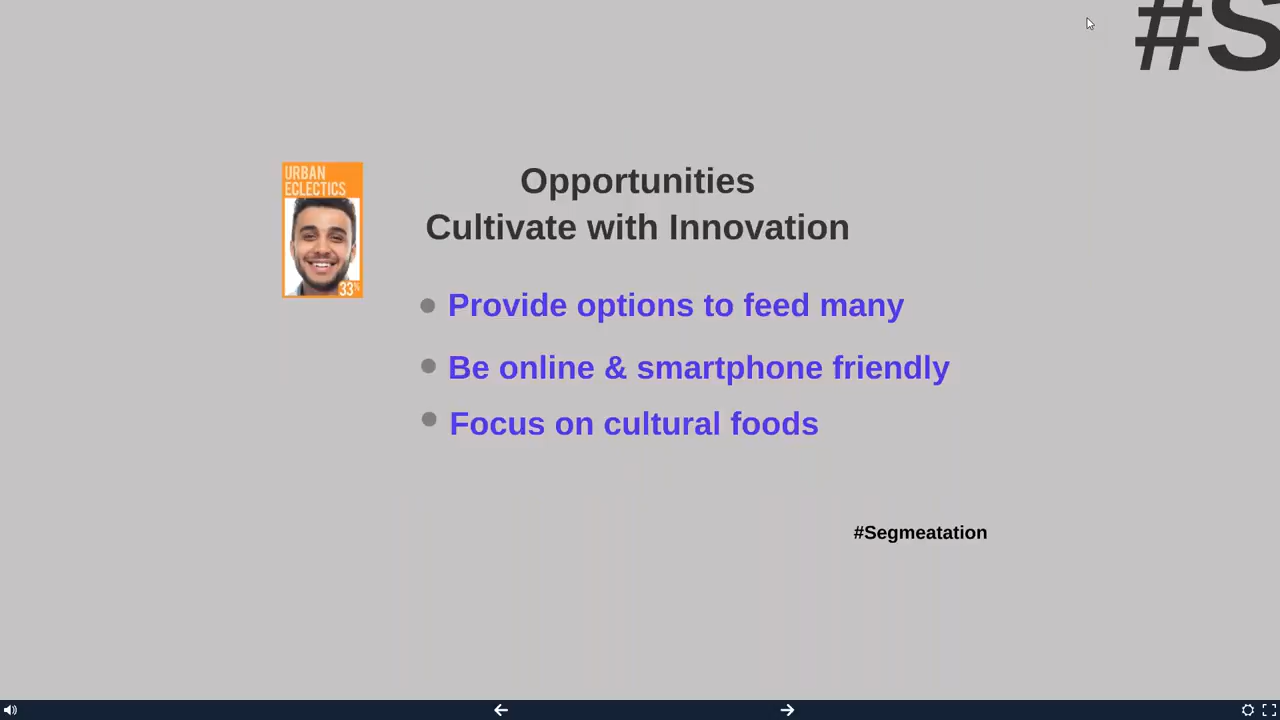 #S
URBAN
ECLECTICS
33%
Opportunities
Cultivate with Innovation
Provide options to feed many
Be online & smartphone friendly
Focus on cultural foods
#Segmeatation